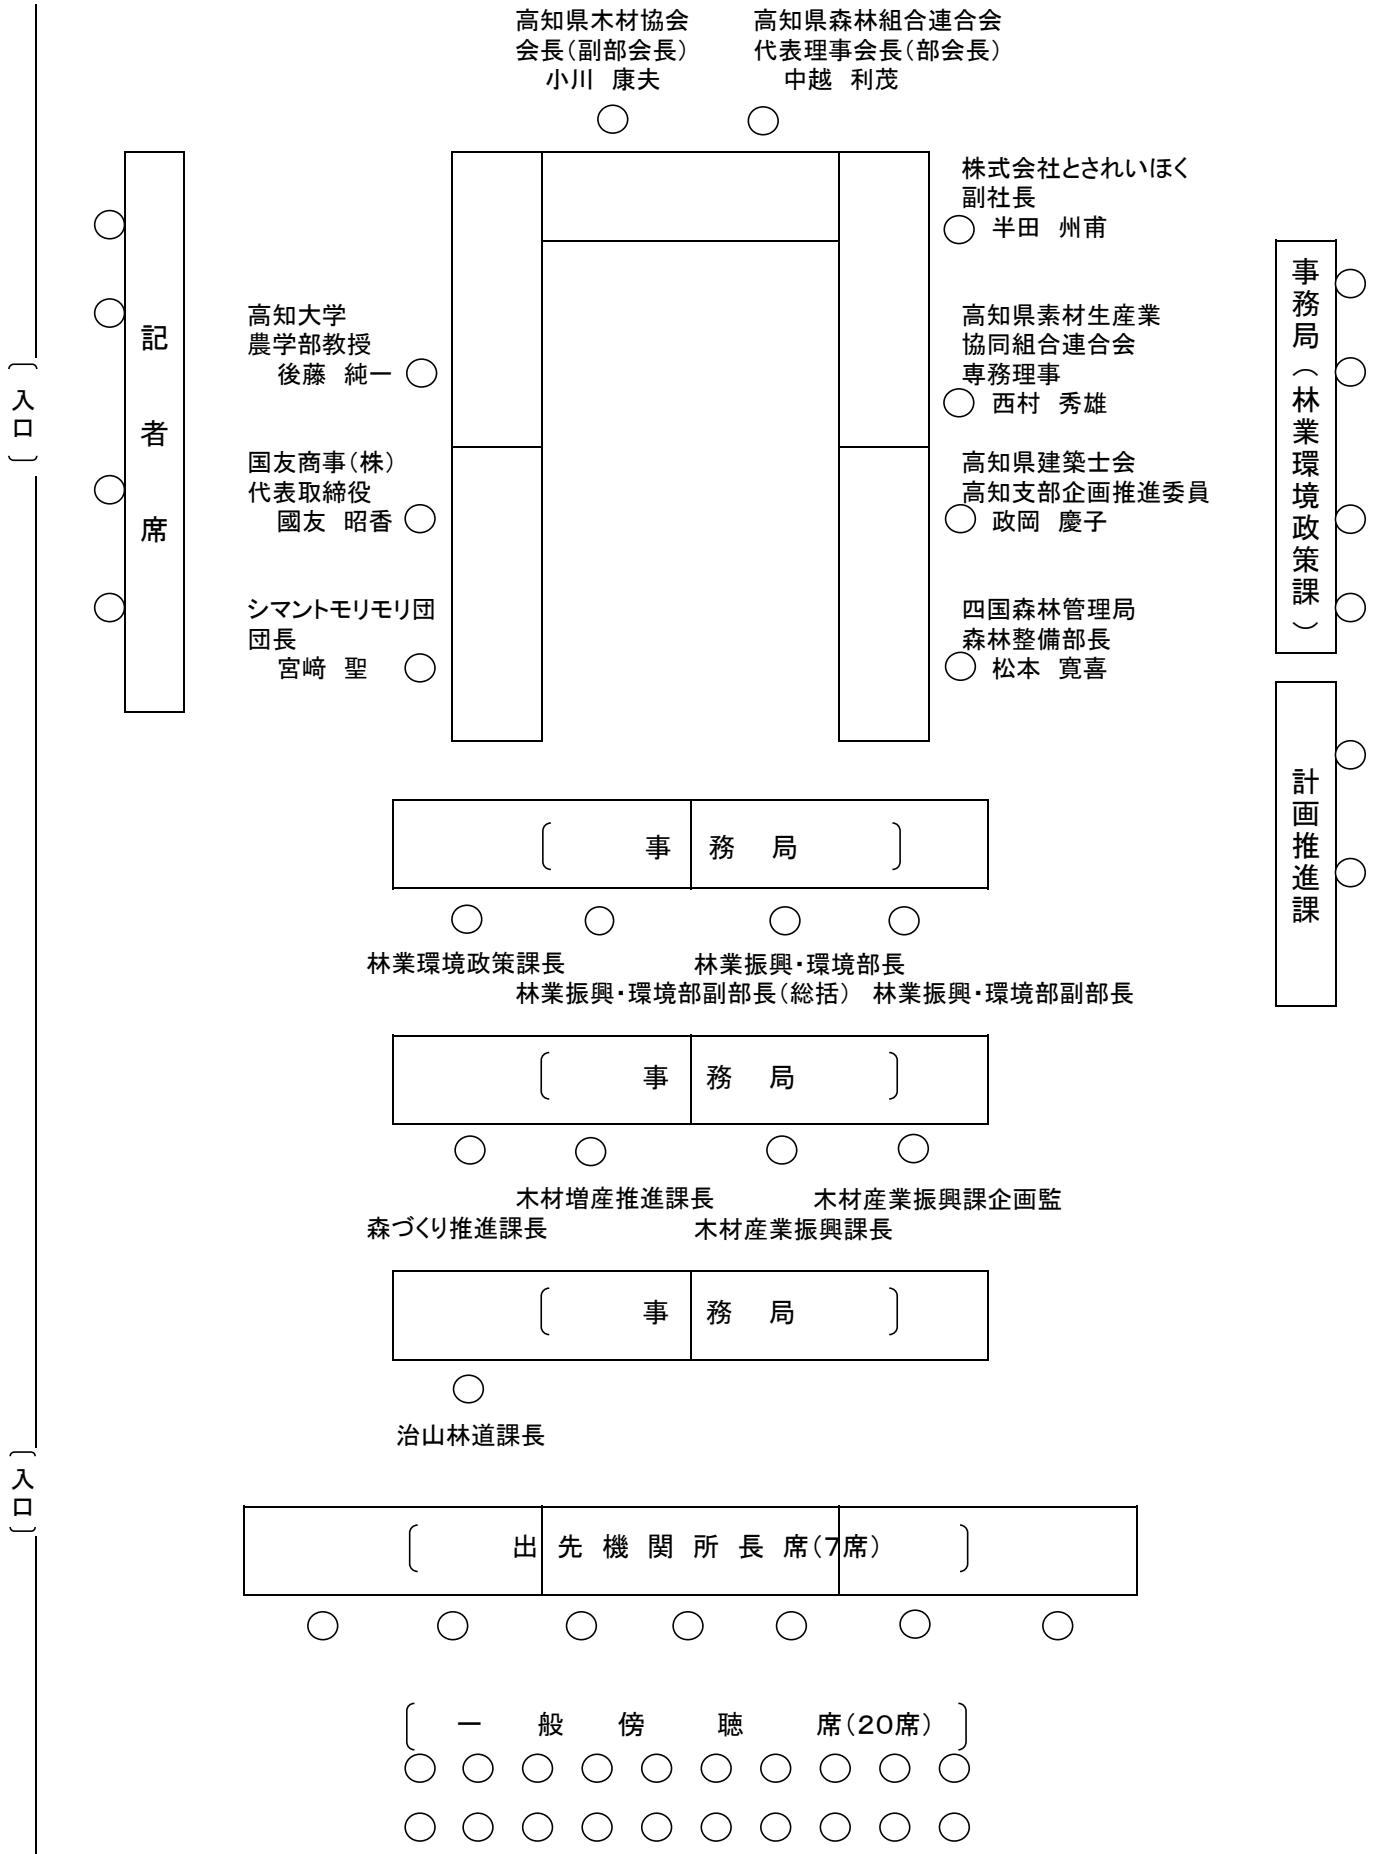 高知県木材協会
会長（副部会長）
小川　康夫
高知県森林組合連合会
代表理事会長（部会長）
中越　利茂
株式会社とされいほく
副社長
半田　州甫
高知県素材生産業
協同組合連合会
専務理事
西村　秀雄
高知県建築士会
高知支部企画推進委員
政岡　慶子
四国森林管理局
森林整備部長
松本　寛喜
高知大学
農学部教授
後藤　純一
国友商事（株）
代表取締役
國友　昭香
シマントモリモリ団
団長
宮﨑　聖
記者席
入口
事務局（林業環境政策課）
計画推進課
事務局
林業環境政策課長
林業振興・環境部副部長（総括）
林業振興・環境部長
林業振興・環境部副部長
事務局
森づくり推進課長
木材増産推進課長
木材産業振興課長
木材産業振興課企画監
事務局
治山林道課長
入口
出先機関所長席（7席）
一般傍聴席（20席）